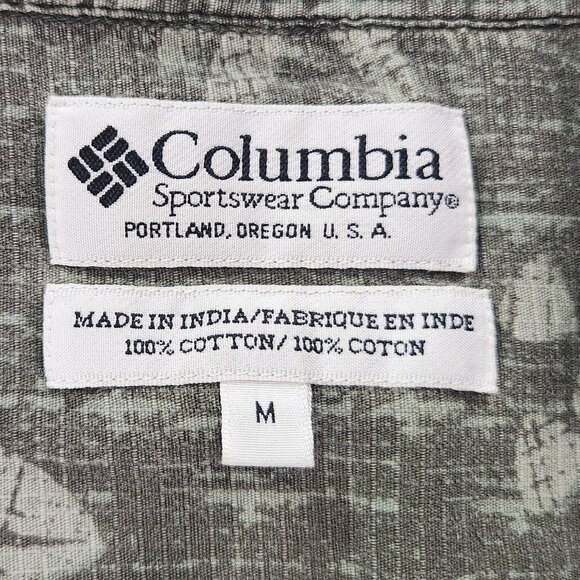 Columbia
Sportswear Company®
PORTLAND, OREGON U. S. A.
MADE IN INDIA/FABRIQUE EN INDE
100% COTTON/ 100% COTON
M